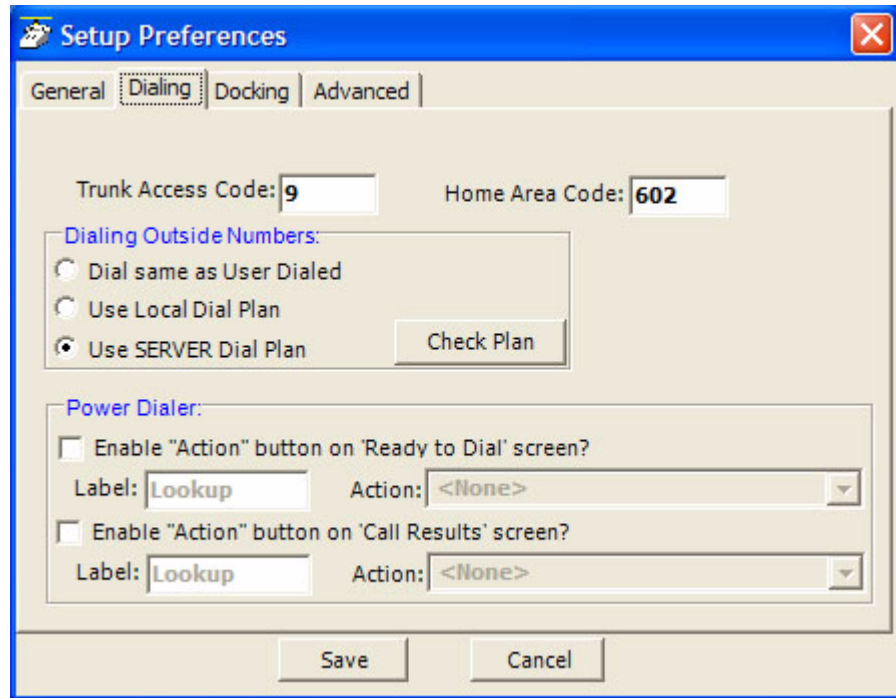 Setup Preferences
General Dialing Docking Advanced
Trunk Access Code: 9 Home Area Code: 602
Dialing Outside Numbers:
Dial same as User Dialed
Use Local Dial Plan
Use SERVER Dial Plan Check Plan
Power Dialer:
Enable "Action" button on 'Ready to Dial' screen?
Label: Lookup Action: <None>
Enable "Action" button on 'Call Results' screen?
Label: Lookup Action: <None>
Save Cancel